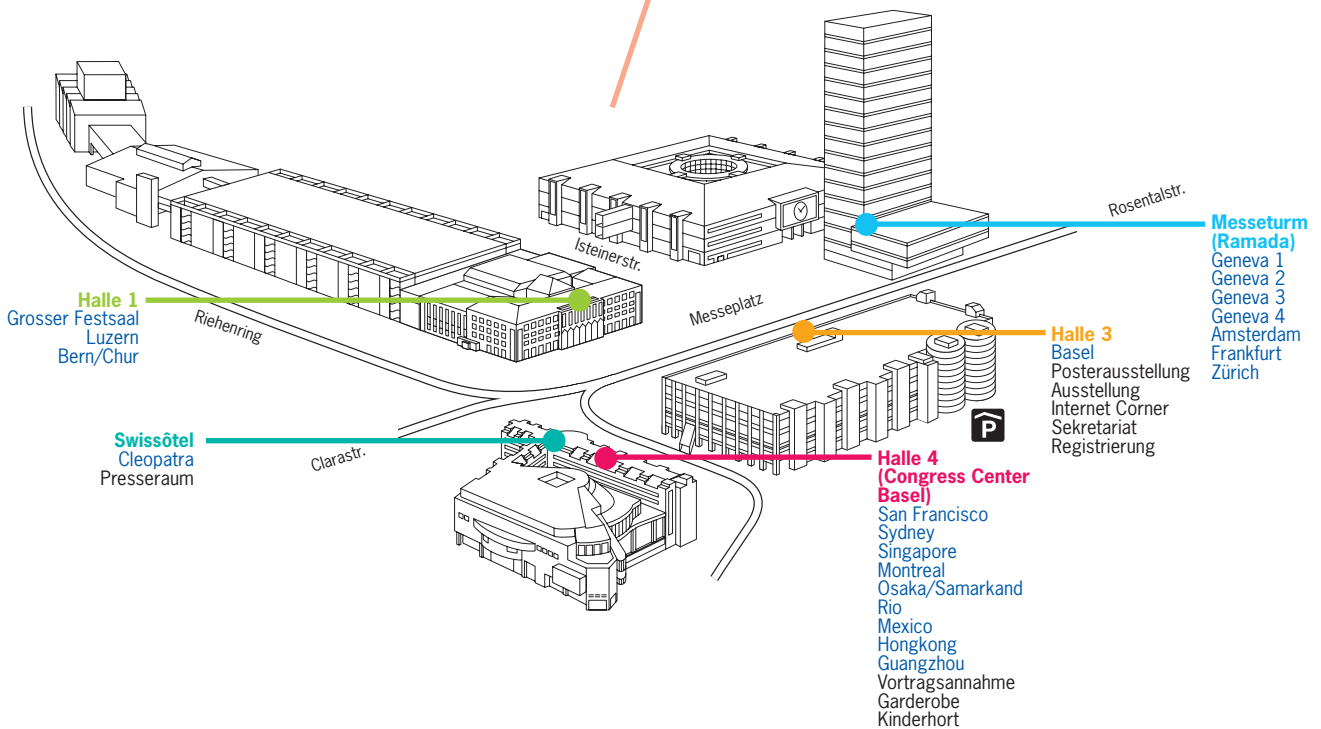 Rosentalstr.
Messeturm
(Ramada)
Geneva 1
Geneva 2
Geneva 3
Geneva 4
Amsterdam
Frankfurt
Zürich
Isteinerstr.
Messeplatz
Halle 1
Grosser Festsaal
Luzern
Bern/Chur
Riehenring
Halle 3
Basel
Posterausstellung
Ausstellung
Internet Corner
Sekretariat
Registrierung
P
Swissôtel
Cleopatra
Presseraum
Clarastr.
Halle 4
(Congress Center
Basel)
San Francisco
Sydney
Singapore
Montreal
Osaka/Samarkand
Rio
Mexico
Hongkong
Guangzhou
Vortragsannahme
Garderobe
Kinderhort